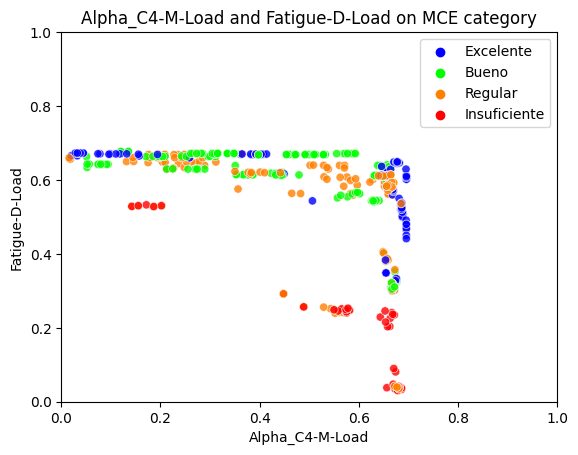 Alpha_C4-M-Load and Fatigue-D-Load on MCE category
Excelente
Bueno
Regular
Insuficiente
Fatigue-D-Load
1.0
0.8
0.6
0.4
0.2
0.0
0.0 0.2 0.4 0.6 0.8 1.0
Alpha_C4-M-Load